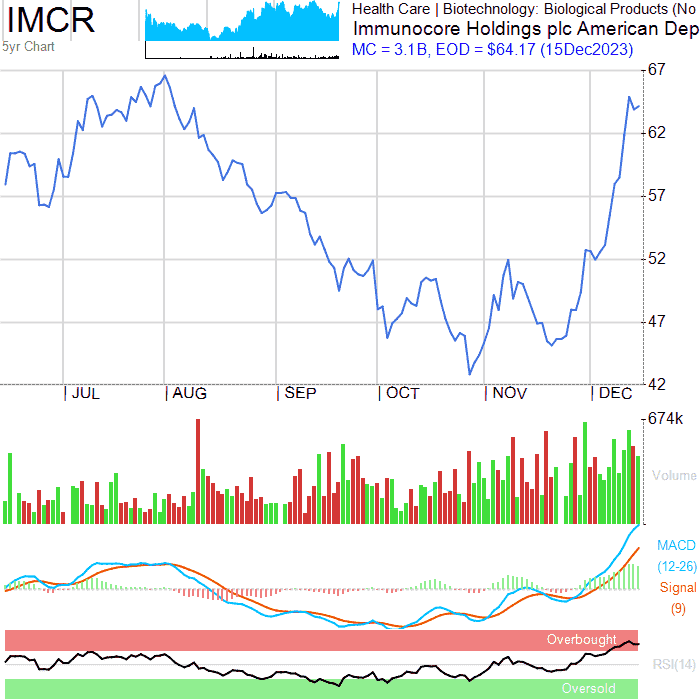 IMCR
5yr Chart
Health Care | Biotechnology: Biological Products (No
Immunocore Holdings plc American Dep
MC = 3.1B, EOD = $64.17 (15Dec2023)
67
62
57
52
47
42
JUL AUG SEP OCT NOV DEC
674k
Volume
MACD
(12-26)
Signal
(9)
Overbought
RSI(14)
Oversold